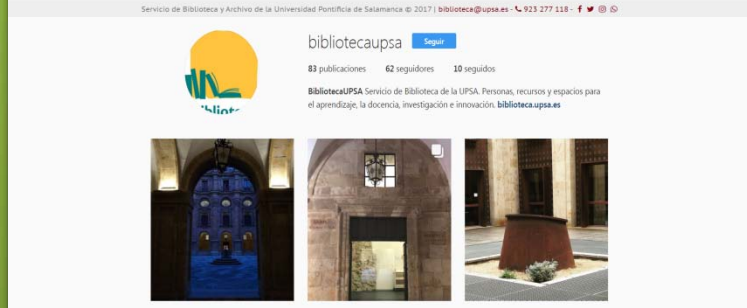 Servicio de Biblioteca y Archivo de la Universidad Pontificia de Salamanca © 2017 | biblioteca@upsa.es - 923 277 118 -
bibliotecaupsa Seguir
83 publicaciones 62 seguidores 10 seguidos
BibliotecaUPSA Servicio de Biblioteca de la UPSA. Personas, recursos y espacios para
el aprendizaje, la docencia, investigación e innovación. biblioteca.upsa.es